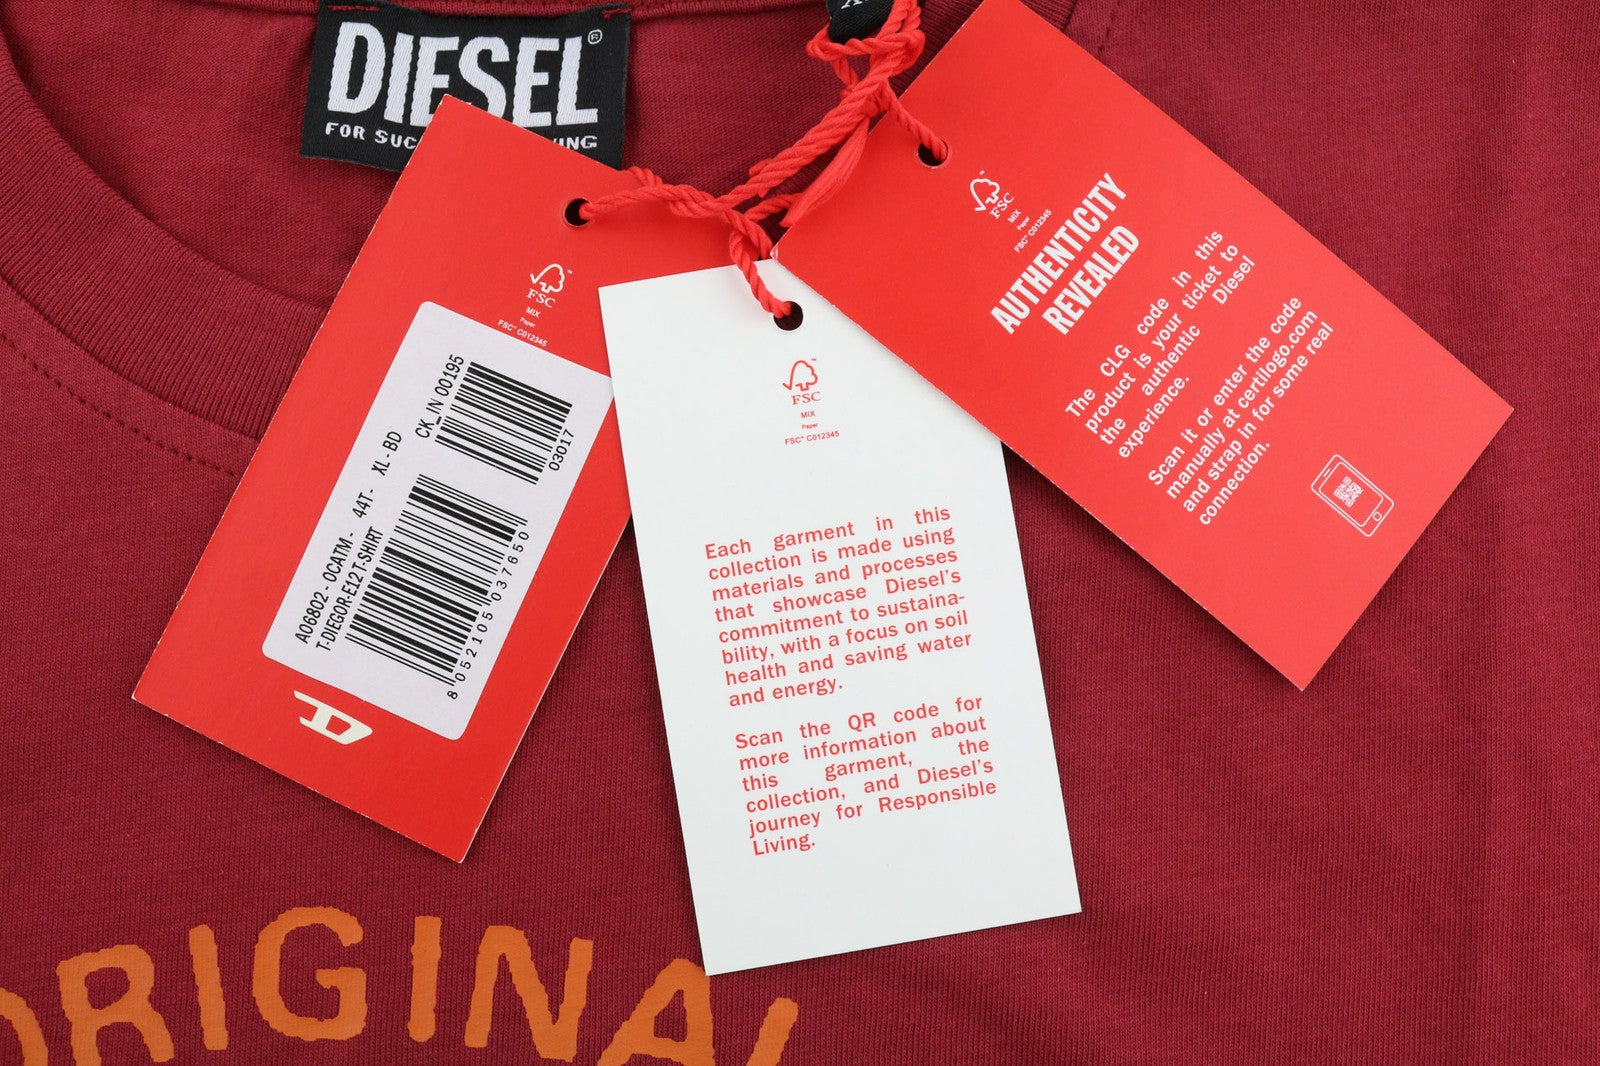 DIESEL®
FOR SUC
ING
FSC
MIX
Paper
FSC® C012345
CK_IN 00195
03017
A06802 - 0CATM - 44T - XL - BD
T-DIEGOR-E12 T-SHIRT
8 052105 037650
FSC™
MIX
Paper
FSC® C012345
Each garment in this
collection is made using
materials and processes
that showcase Diesel's
commitment to sustaina-
bility, with a focus on soil
health and saving water
and energy.
Scan the QR code for
more information about
this garment, the
collection, and Diesel's
journey for Responsible
Living.
FSC
MIX
Paper
FSC® C012345
AUTHENTICITY
REVEALED
The CLG code in this
product is your ticket to
the authentic Diesel
experience.
Scan it or enter the code
manually at certilogo.com
and strap in for some real
connection.
ORIGINAL